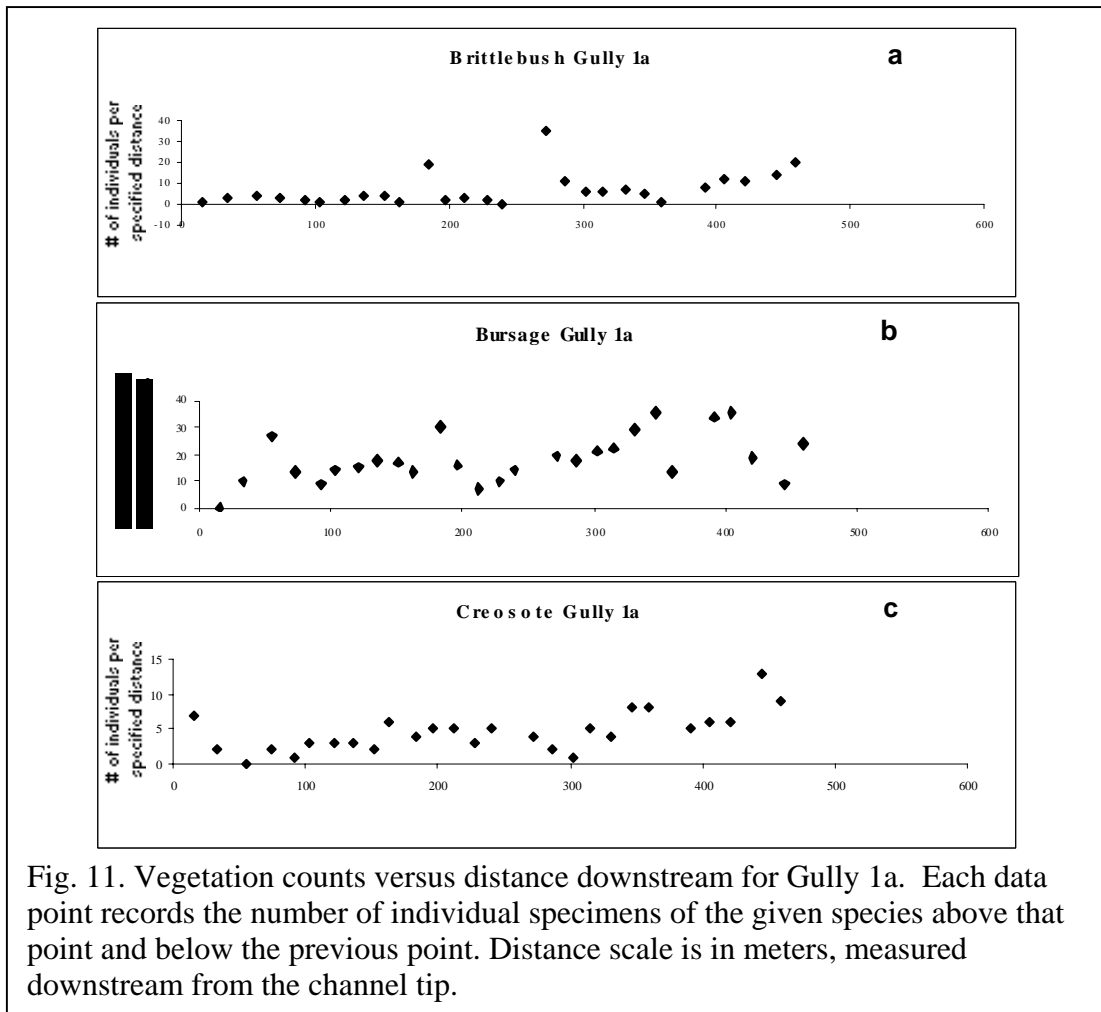 Brittlebush Gully 1a
a
# of individuals per
specified distance
40
30
20
10
0
-10
0 100 200 300 400 500 600
Bursage Gully 1a
b
40
30
20
10
0
0 100 200 300 400 500 600
Creosote Gully 1a
c
# of individuals per
specified distance
15
10
5
0
0 100 200 300 400 500 600
Fig. 11. Vegetation counts versus distance downstream for Gully 1a. Each data
point records the number of individual specimens of the given species above that
point and below the previous point. Distance scale is in meters, measured
downstream from the channel tip.